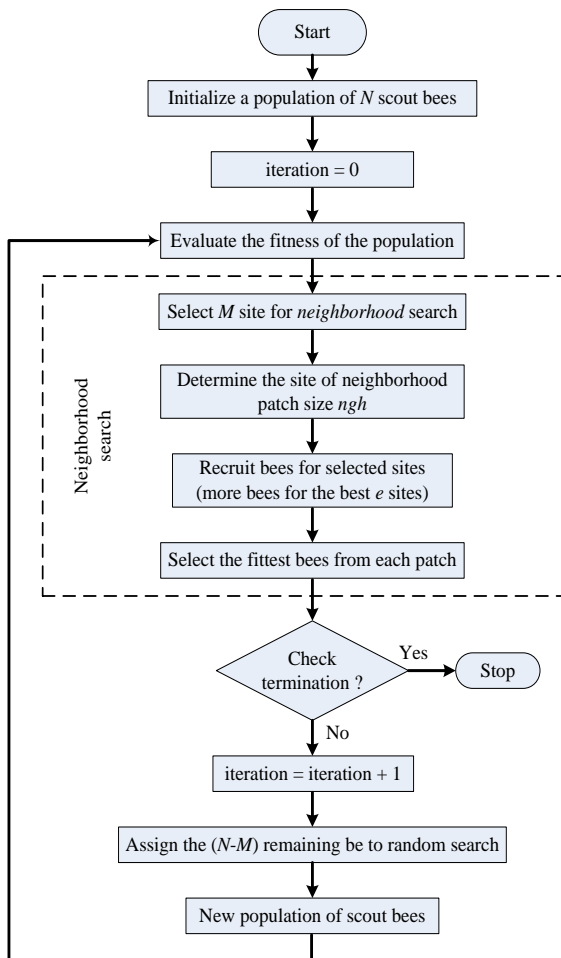 Start
Initialize a population of N scout bees
iteration = 0
Evaluate the fitness of the population
Neighborhood
search
Select M site for neighborhood search
Determine the site of neighborhood
patch size ngh
Recruit bees for selected sites
(more bees for the best e sites)
Select the fittest bees from each patch
Check
termination ?
Yes
Stop
No
iteration = iteration + 1
Assign the (N-M) remaining be to random search
New population of scout bees